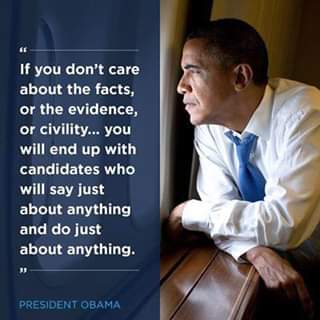 “
If you don’t care
about the facts,
or the evidence,
or civility... you
will end up with
candidates who
will say just
about anything
and do just
about anything.
”
PRESIDENT OBAMA